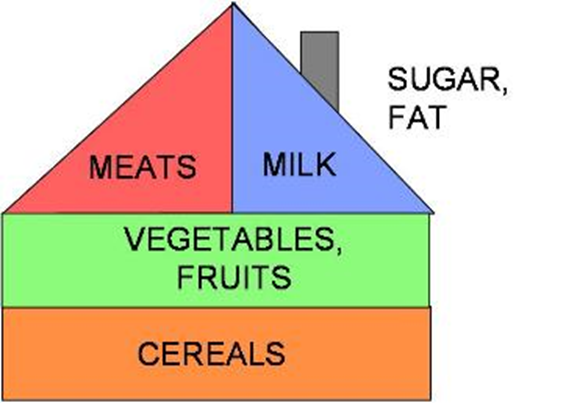 SUGAR,
FAT
MEATS
MILK
VEGETABLES,
FRUITS
CEREALS